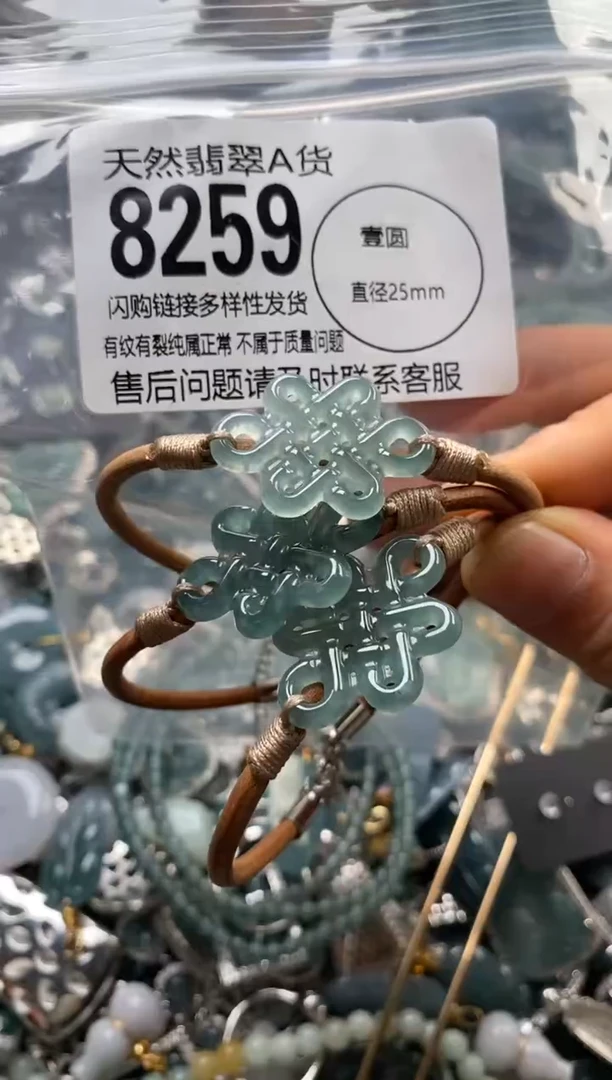 天然翡翠A货
8259
壹圆
直径25mm
闪购链接多样性发货
有纹有裂纯属正常 不属于质量问题
售后问题请及时联系客服